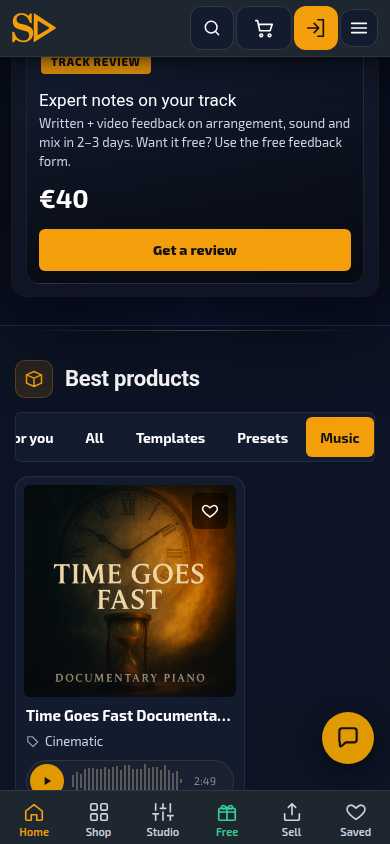 TRACK REVIEW
Expert notes on your track
Written + video feedback on arrangement, sound and
mix in 2–3 days. Want it free? Use the free feedback
form.
€40
Get a review
Best products
or you All Templates Presets Music
TIME GOES
FAST
DOCUMENTARY PIANO
Time Goes Fast Documenta...
Cinematic
2:49
Home Shop Studio Free Sell Saved